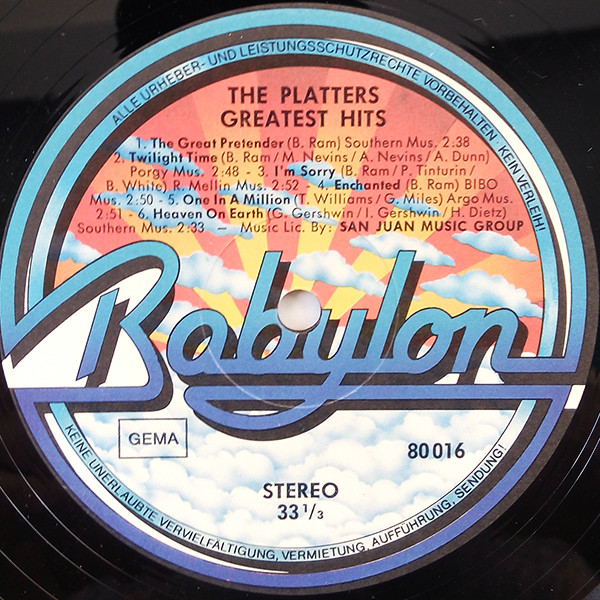 ALLE URHEBER- UND LEISTUNGSSCHUTZRECHTE VORBEHALTEN · KEIN VERLEIH!
THE PLATTERS
GREATEST HITS
1. The Great Pretender (B. Ram) Southern Mus. 2:38
2. Twilight Time (B. Ram / M. Nevins / A. Nevins / A. Dunn)
Porgy Mus. 2:48 - 3. I'm Sorry (B. Ram / P. Tinturin /
B. White) R. Mellin Mus. 2:52 - 4. Enchanted (B. Ram) BIBO
Mus. 2:50 - 5. One In A Million (T. Williams / G. Miles) Argo Mus.
2:51 - 6. Heaven On Earth (G. Gershwin / I. Gershwin / H. Dietz)
Southern Mus. 2:33 — Music Lic. By: SAN JUAN MUSIC GROUP
Babylon
GEMA
80 016
STEREO
33 1/3
KEINE UNERLAUBTE VERVIELFÄLTIGUNG, VERMIETUNG, AUFFÜHRUNG, SENDUNG!